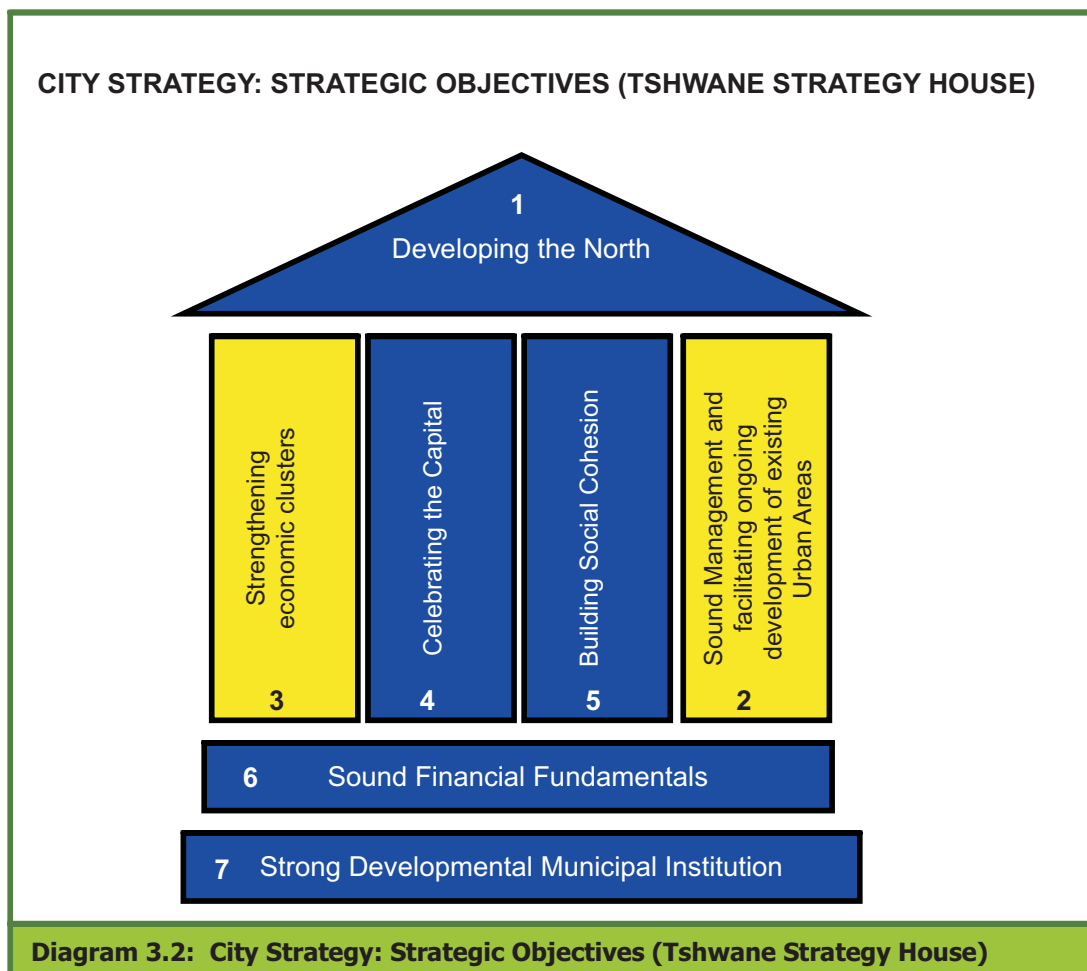 CITY STRATEGY: STRATEGIC OBJECTIVES (TSHWANE STRATEGY HOUSE)
1
Developing the North
Strengthening
economic clusters
3
Celebrating the Capital
4
Building Social Cohesion
5
Sound Management and
facilitating ongoing
development of existing
Urban Areas
2
6 Sound Financial Fundamentals
7 Strong Developmental Municipal Institution
Diagram 3.2: City Strategy: Strategic Objectives (Tshwane Strategy House)